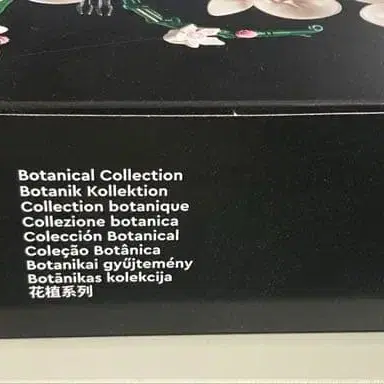 Botanical Collection
Botanik Kollektion
Collection botanique
Collezione botanica
Colección Botanical
Coleção Botânica
Botanikai gyűjtemény
Botānikas kolekcija
花植系列